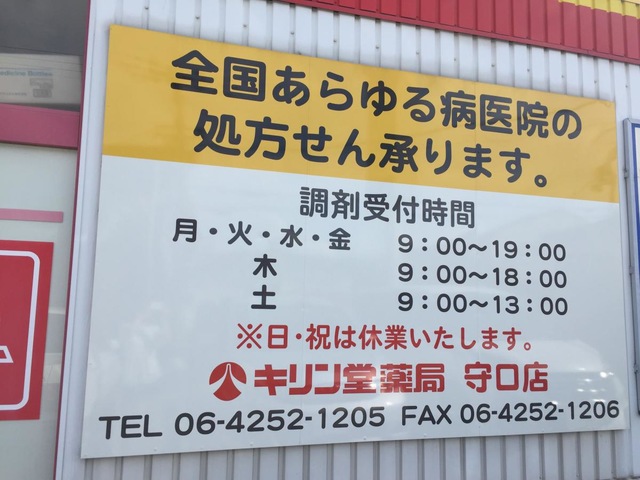 全国あらゆる病医院の
処方せん承ります。
調剤受付時間
月・火・水・金 9：00〜19：00
木 9：00〜18：00
土 9：00〜13：00
※日・祝は休業いたします。
キリン堂薬局 守口店
TEL 06-4252-1205 FAX 06-4252-1206